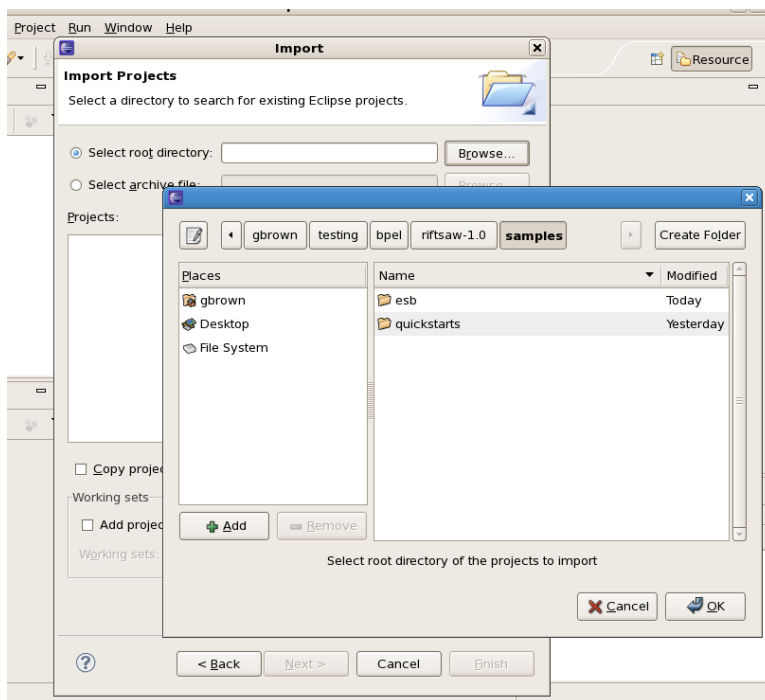 Project Run Window Help
Import
Resource
Import Projects
Select a directory to search for existing Eclipse projects.
Select root directory:
Browse...
Select archive file:
Browse...
Projects:
gbrown
testing
bpel
riftsaw-1.0
samples
Create Folder
Places
Name
Modified
gbrown
esb
Today
Desktop
quickstarts
Yesterday
File System
Copy projec
Working sets
Add projec
Working sets:
Add
Remove
Select root directory of the projects to import
Cancel
OK
?
< Back
Next >
Cancel
Finish